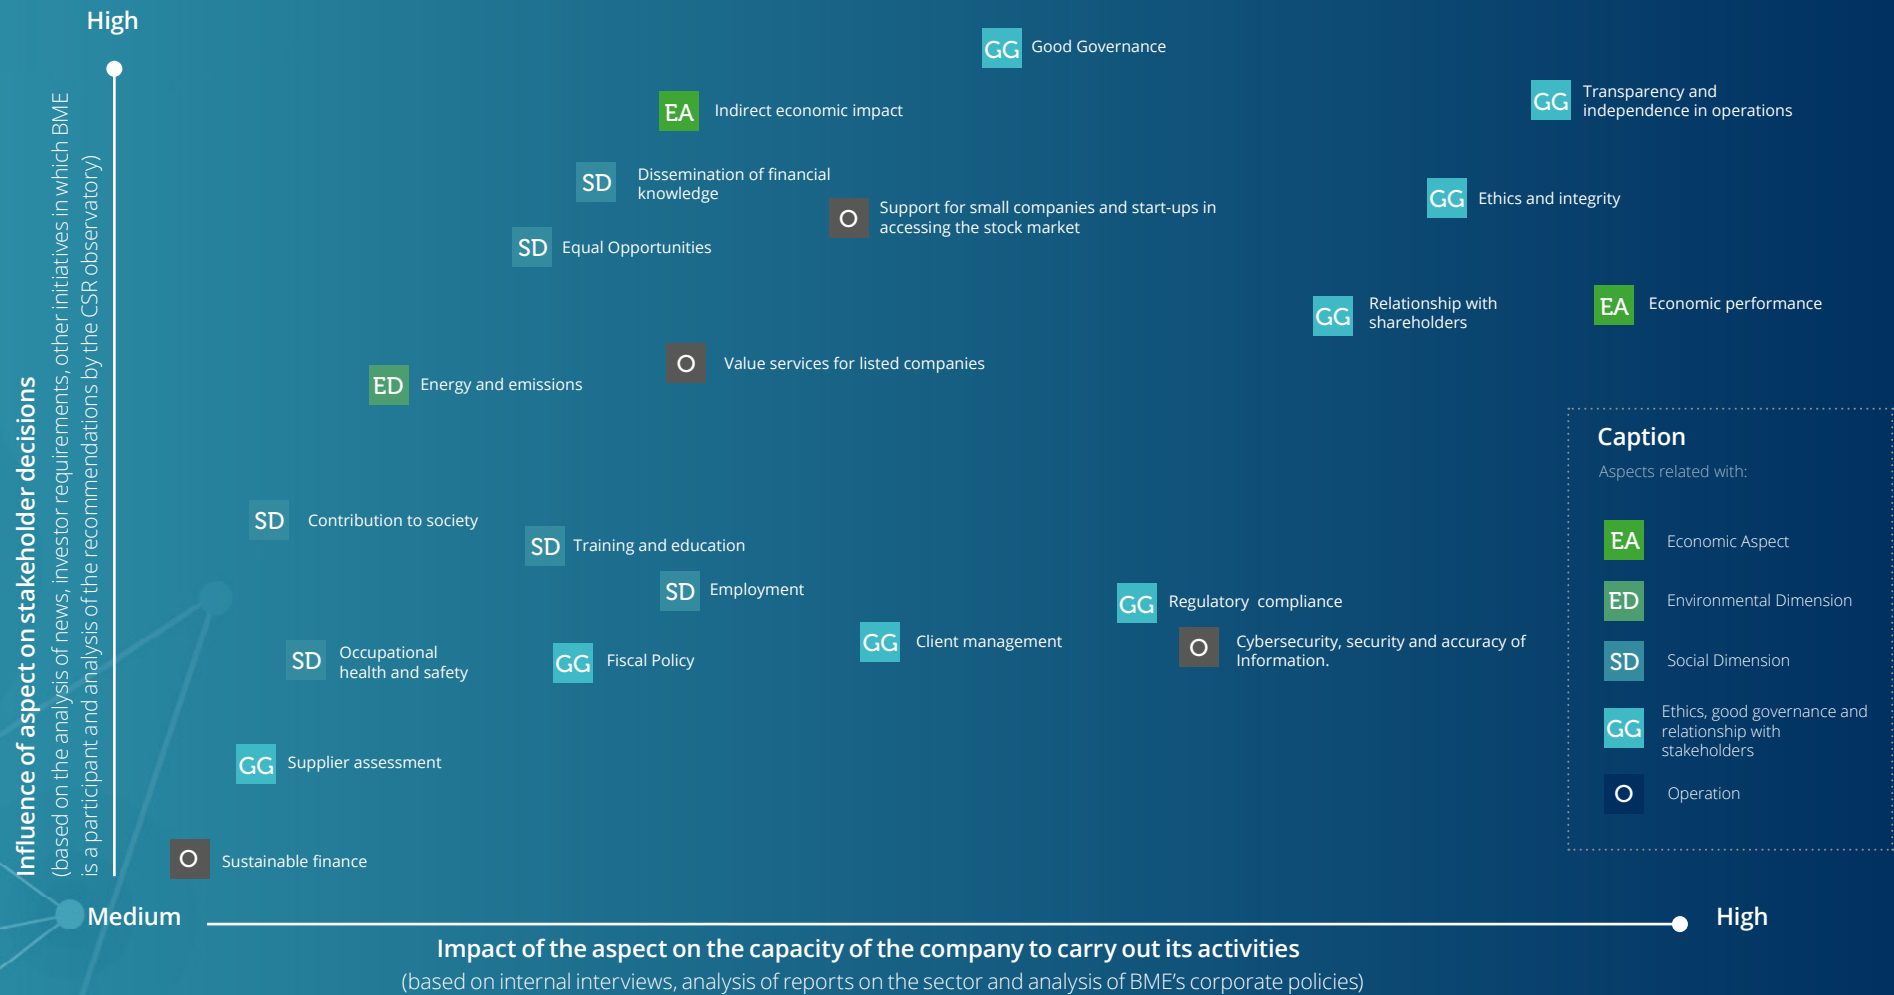 High
Influence of aspect on stakeholder decisions
(based on the analysis of news, investor requirements, other initiatives in which BME
is a participant and analysis of the recommendations by the CSR observatory)
GG Good Governance
GG Transparency and
independence in operations
EA Indirect economic impact
SD Dissemination of financial
knowledge
GG Ethics and integrity
O Support for small companies and start-ups in
accessing the stock market
SD Equal Opportunities
GG Relationship with
shareholders
EA Economic performance
O Value services for listed companies
ED Energy and emissions
SD Contribution to society
SD Training and education
SD Employment
GG Regulatory compliance
GG Client management
O Cybersecurity, security and accuracy of
Information.
SD Occupational
health and safety
GG Fiscal Policy
GG Supplier assessment
O Sustainable finance
Caption
Aspects related with:
EA Economic Aspect
ED Environmental Dimension
SD Social Dimension
GG Ethics, good governance and
relationship with
stakeholders
O Operation
Medium
High
Impact of the aspect on the capacity of the company to carry out its activities
(based on internal interviews, analysis of reports on the sector and analysis of BME's corporate policies)